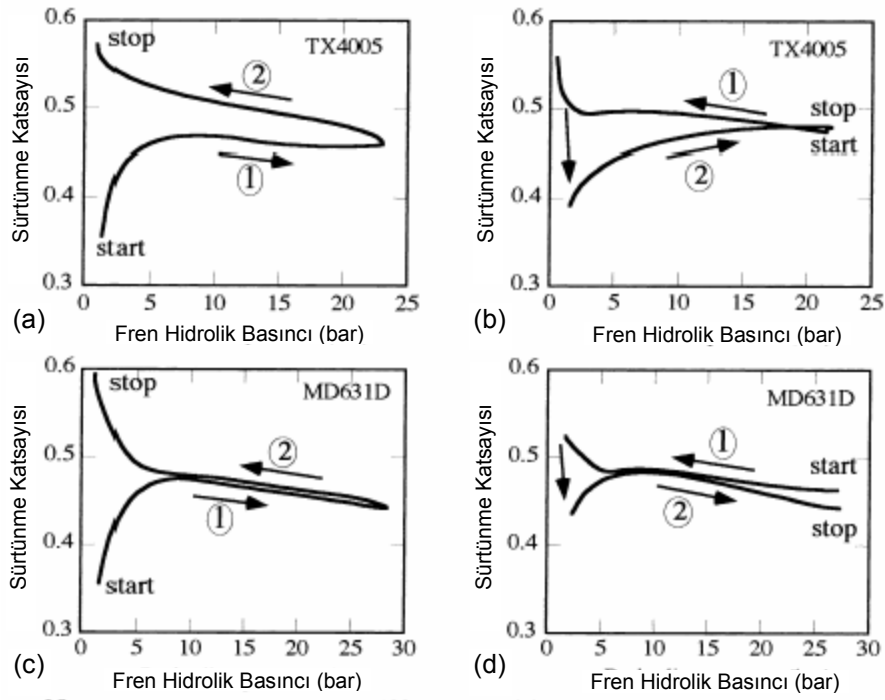 0.6
stop
TX4005
②
0.5
Sürtünme Katsayısı
①
0.4
start
0.3
0 5 10 15 20 25
(a)
Fren Hidrolik Basıncı (bar)
0.6
TX4005
①
0.5
stop
start
Sürtünme Katsayısı
②
0.4
0.3
0 5 10 15 20 25
(b)
Fren Hidrolik Basıncı (bar)
0.6
stop
MD631D
②
0.5
Sürtünme Katsayısı
①
0.4
start
0.3
0 5 10 15 20 25 30
(c)
Fren Hidrolik Basıncı (bar)
0.6
MD631D
①
0.5
start
Sürtünme Katsayısı
②
stop
0.4
0.3
0 5 10 15 20 25 30
(d)
Fren Hidrolik Basıncı (bar)